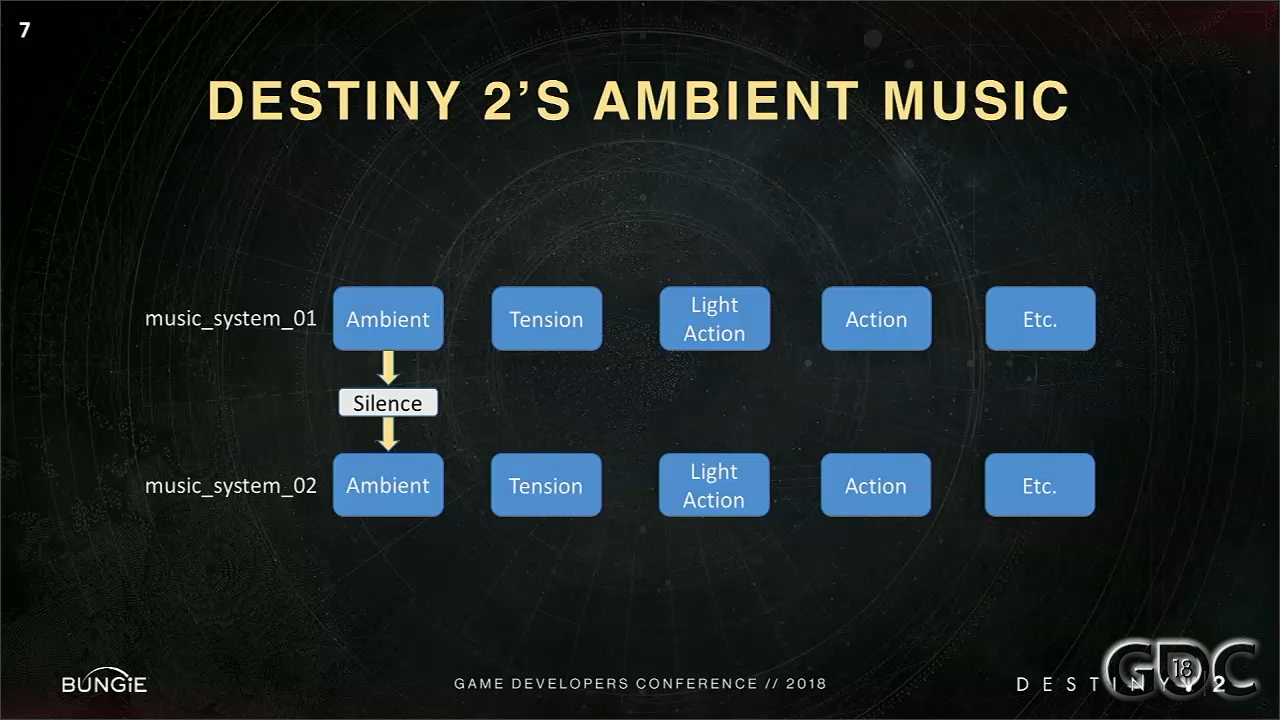 7
DESTINY 2’S AMBIENT MUSIC
music_system_01
Ambient
Tension
Light
Action
Action
Etc.
Silence
music_system_02
Ambient
Tension
Light
Action
Action
Etc.
BUNGiE
GAME DEVELOPERS CONFERENCE // 2018
DESTINY 2
GDC
18